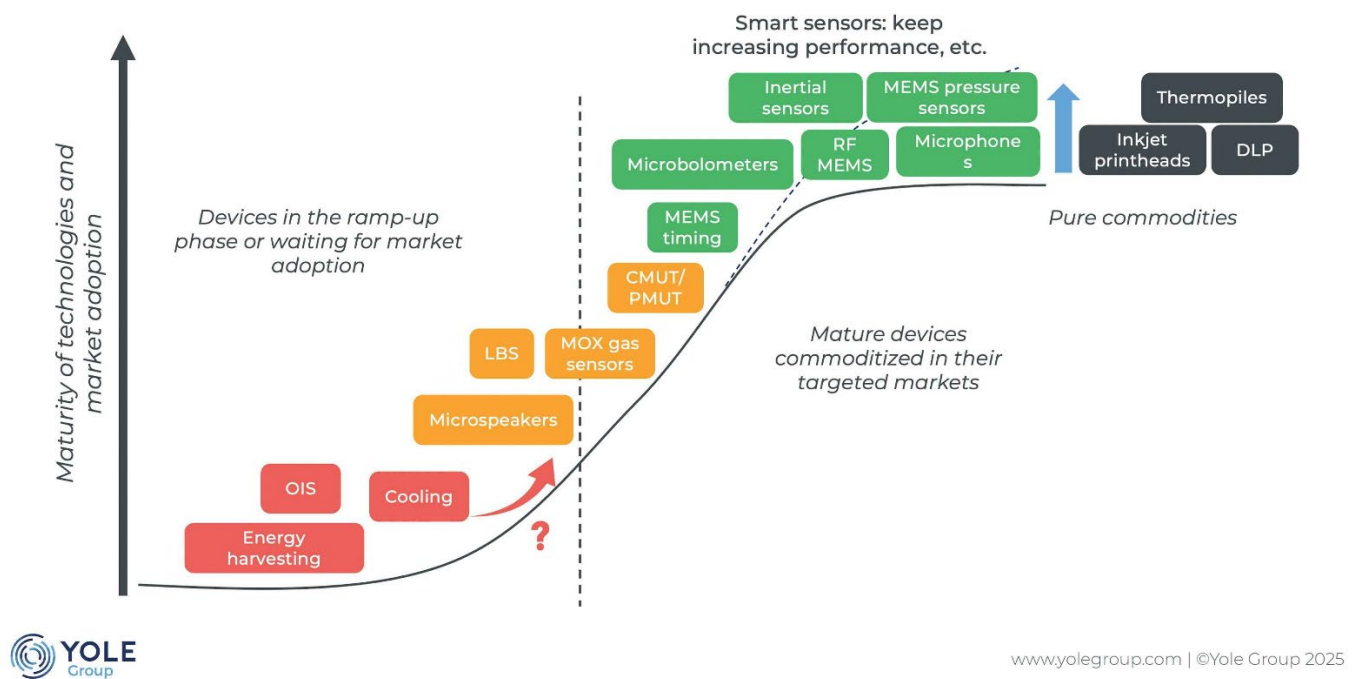 Smart sensors: keep
increasing performance, etc.
Inertial
sensors
MEMS pressure
sensors
Thermopiles
Microbolometers
RF
MEMS
Microphone
s
Inkjet
printheads
DLP
Maturity of technologies and
market adoption
Devices in the ramp-up
phase or waiting for market
adoption
MEMS
timing
Pure commodities
CMUT/
PMUT
LBS
MOX gas
sensors
Mature devices
commoditized in their
targeted markets
Microspeakers
OIS
Cooling
?
Energy
harvesting
YOLE
Group
www.yolegroup.com | ©Yole Group 2025